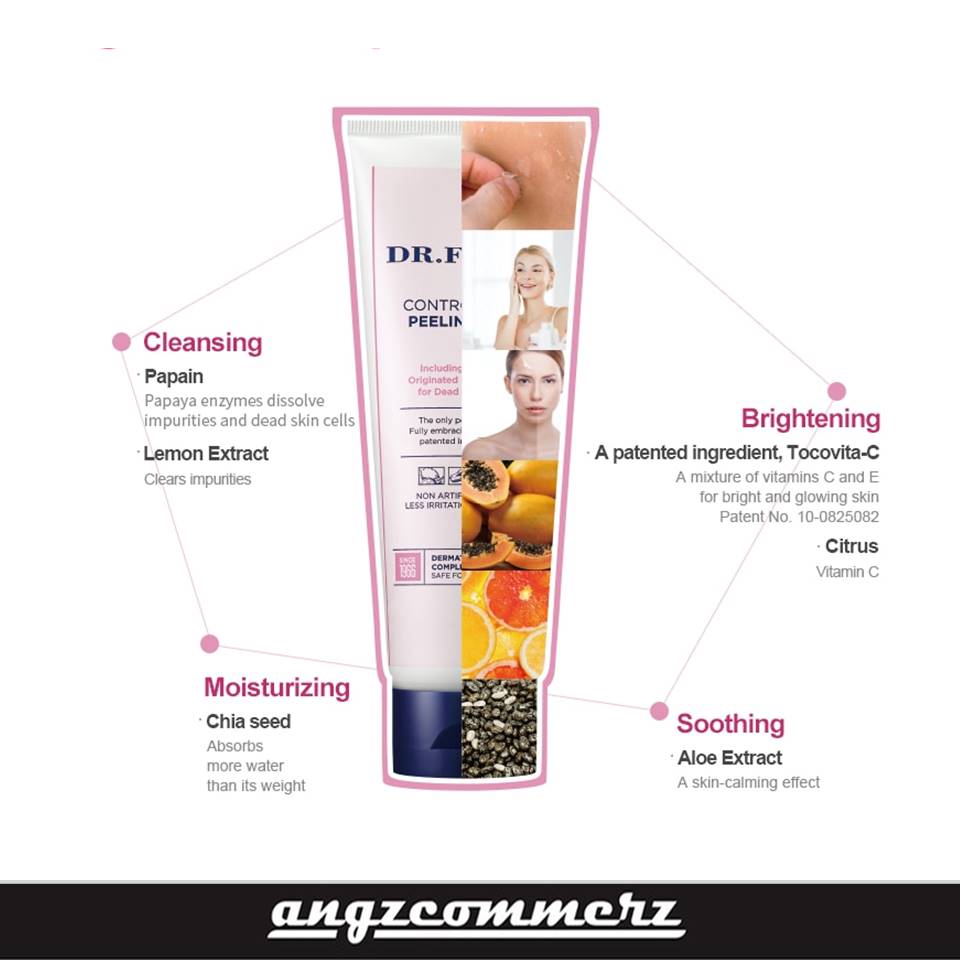 DR.F
CONTR
PEELIN
Including
Originated
for Dead
The only p
Fully embrac
patented i
NON ARTIF
LESS IRRITATI
SINCE
1966
DERMA
COMPL
SAFE FO
Cleansing
· Papain
Papaya enzymes dissolve
impurities and dead skin cells
· Lemon Extract
Clears impurities
Moisturizing
· Chia seed
Absorbs
more water
than its weight
Brightening
· A patented ingredient, Tocovita-C
A mixture of vitamins C and E
for bright and glowing skin
Patent No. 10-0825082
· Citrus
Vitamin C
Soothing
· Aloe Extract
A skin-calming effect
angzcommerz